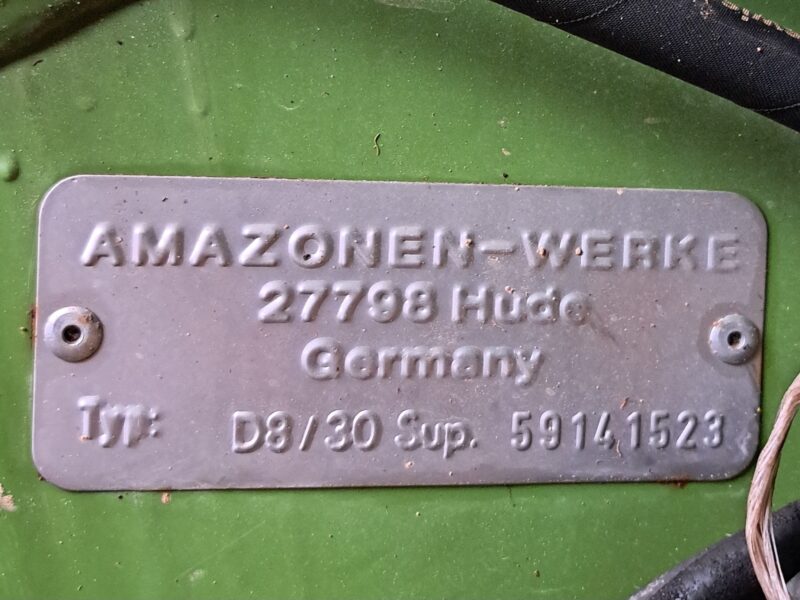 AMAZONEN-WERKE
27798 Hude
Germany
Typ: D8/30 Sup. 59141523